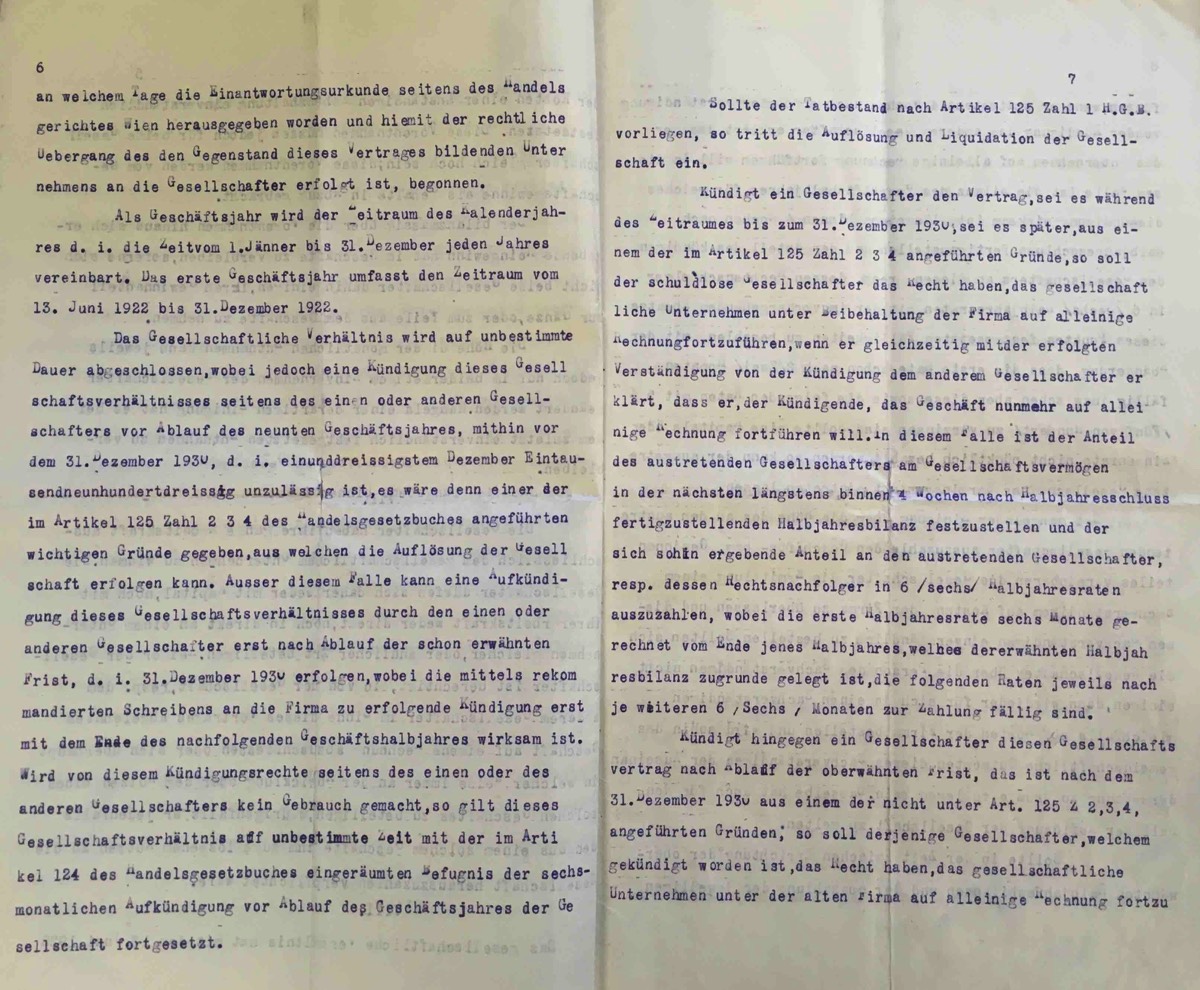 6
an welchem Tage die Einantwortungsurkunde seitens des Handels
gerichtes Wien herausgegeben worden und hiemit der rechtliche
Uebergang des den Gegenstand dieses Vertrages bildenden Unter
nehmens an die Gesellschafter erfolgt ist, begonnen.
Als Geschäftsjahr wird der Zeitraum des Kalenderjah-
res d. i. die Zeitvom 1.Jänner bis 31.Dezember jeden Jahres
vereinbart. Das erste Geschäftsjahr umfasst den Zeitraum vom
13. Juni 1922 bis 31.Dezember 1922.
Das Gesellschaftliche Verhältnis wird auf unbestimmte
Dauer abgeschlossen,wobei jedoch eine Kündigung dieses Gesell
schaftsverhältnisses seitens des einen oder anderen Gesell-
schafters vor Ablauf des neunten Geschäftsjahres, mithin vor
dem 31.Dezember 1930, d. i. einunddreissigstem Dezember Eintau-
sendneunhundertdreissig unzulässig ist,es wäre denn einer der
im Artikel 125 Zahl 2 3 4 des Handelsgesetzbuches angeführten
wichtigen Gründe gegeben,aus welchen die Auflösung der Gesell
schaft erfolgen kann. Ausser diesem Falle kann eine Aufkündi-
gung dieses Gesellschaftsverhältnisses durch den einen oder
anderen Gesellschafter erst nach Ablauf der schon erwähnten
Frist, d. i. 31.Dezember 1930 erfolgen,wobei die mittels rekom
mandierten Schreibens an die Firma zu erfolgende Kündigung erst
mit dem Ende des nachfolgenden Geschäftshalbjahres wirksam ist.
Wird von diesem Kündigungsrechte seitens des einen oder des
anderen Gesellschafters kein Gebrauch gemacht,so gilt dieses
Gesellschaftsverhältnis auf unbestimmte Zeit mit der im Arti
kel 124 des Handelsgesetzbuches eingeräumten Befugnis der sechs-
monatlichen Aufkündigung vor Ablauf des Geschäftsjahres der Ge
sellschaft fortgesetzt.
7
Sollte der Tatbestand nach Artikel 125 Zahl 1 H.G.B.
vorliegen, so tritt die Auflösung und Liquidation der Gesell-
schaft ein.
Kündigt ein Gesellschafter den Vertrag,sei es während
des Zeitraumes bis zum 31.Dezember 1930,sei es später,aus ei-
nem der im Artikel 125 Zahl 2 3 4 angeführten Gründe,so soll
der schuldlose Gesellschafter das Recht haben,das gesellschaft
liche Unternehmen unter Beibehaltung der Firma auf alleinige
Rechnungfortzuführen,wenn er gleichzeitig mitder erfolgten
Verständigung von der Kündigung dem anderem Gesellschafter er
klärt, dass er,der Kündigende, das Geschäft nunmehr auf allei
nige Rechnung fortführen will.In diesem Falle ist der Anteil
des austretenden Gesellschafters am Gesellschaftsvermögen
in der nächsten längstens binnen 4 Wochen nach Halbjahresschluss
fertigzustellenden Halbjahresbilanz festzustellen und der
sich sohin ergebende Anteil an den austretenden Gesellschafter,
resp. dessen Rechtsnachfolger in 6 /sechs/ Halbjahresraten
auszuzahlen, wobei die erste Halbjahresrate sechs Monate ge-
rechnet vom Ende jenes Halbjahres,welhes dererwähnten Halbjah
resbilanz zugrunde gelegt ist,die folgenden Raten jeweils nach
je weiteren 6 /Sechs / Monaten zur Zahlung fällig sind.
Kündigt hingegen ein Gesellschafter diesen Gesellschafts
vertrag nach Ablauf der oberwähnten Frist, das ist nach dem
31.Dezember 1930 aus einem der nicht unter Art. 125 Z 2,3,4,
angeführten Gründen, so soll derjenige Gesellschafter,welchem
gekündigt worden ist,das Recht haben,das gesellschaftliche
Unternehmen unter der alten Firma auf alleinige Rechnung fortzu